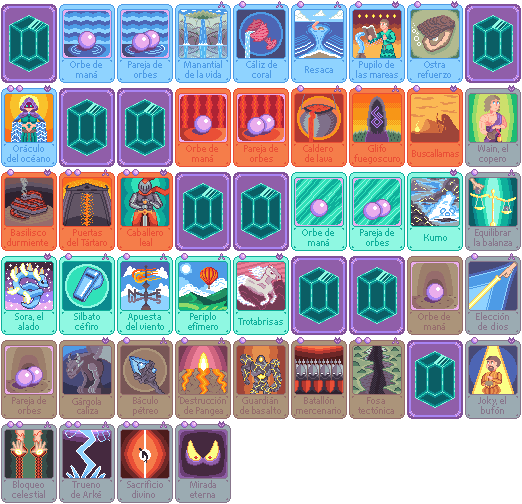 Orbe de
maná
Pareja de
orbes
Manantial
de la vida
Cáliz de
coral
Resaca
Pupilo de
las mareas
Ostra
refuerzo
Oráculo
del océano
Orbe de
maná
Pareja de
orbes
Caldero
de lava
Glifo
fueguscuro
Buscallamas
Wain, el
copero
Basilisco
durmiente
Puertas
del Tártaro
Caballero
leal
Orbe de
maná
Pareja de
orbes
Kumo
Equilibrar
la balanza
Sora, el
alado
Silbato
céfiro
Apuesta
del viento
Periplo
efímero
Trotabrisas
Orbe de
maná
Elección
de dios
Pareja de
orbes
Gárgola
caliza
Báculo
pétreo
Destrucción
de Pangea
Guardián
de basalto
Batallón
mercenario
Fosa
tectónica
Joky, el
bufón
Bloqueo
celestial
Trueno
de Arké
Sacrificio
divino
Mirada
eterna